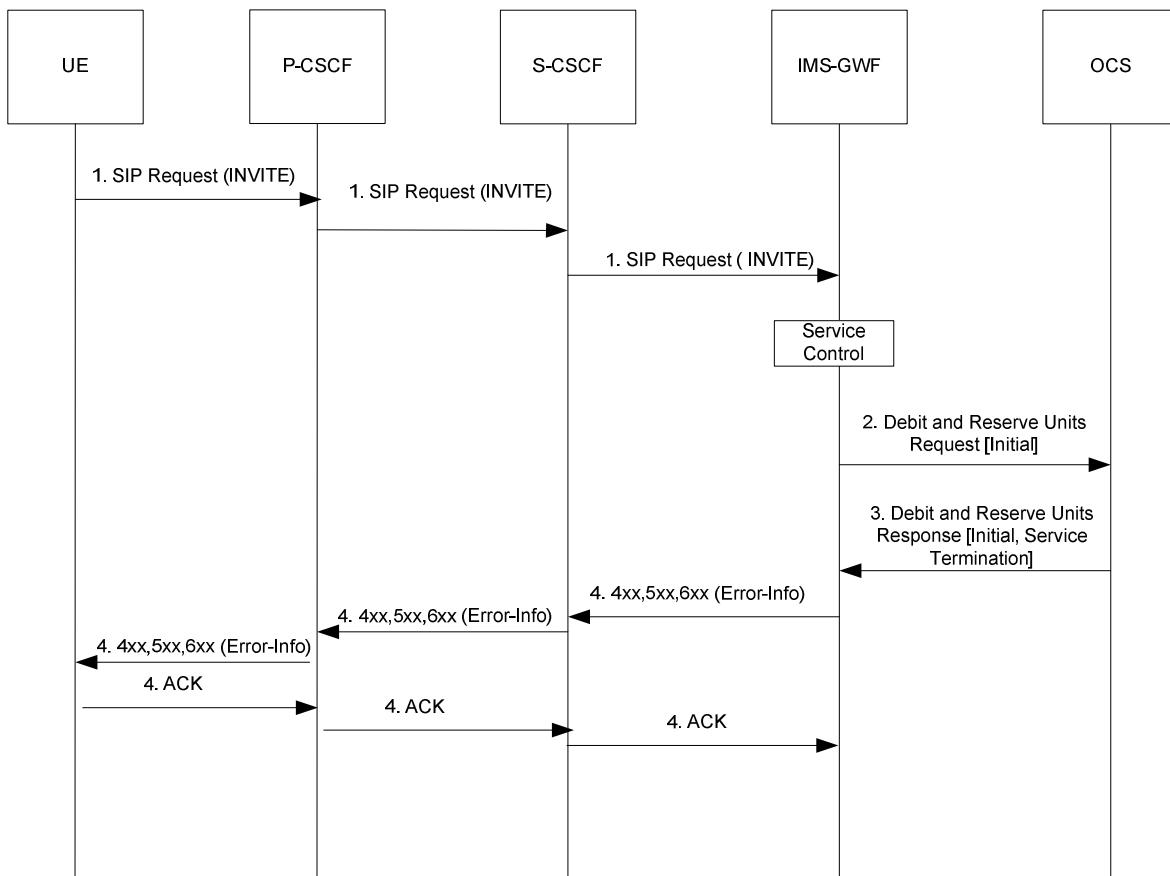 UE
P-CSCF
S-CSCF
IMS-GWF
OCS
1. SIP Request (INVITE)
1. SIP Request (INVITE)
1. SIP Request ( INVITE)
Service
Control
2. Debit and Reserve Units
Request [Initial]
3. Debit and Reserve Units
Response [Initial, Service
Termination]
4. 4xx,5xx,6xx (Error-Info)
4. 4xx,5xx,6xx (Error-Info)
4. 4xx,5xx,6xx (Error-Info)
4. ACK
4. ACK
4. ACK